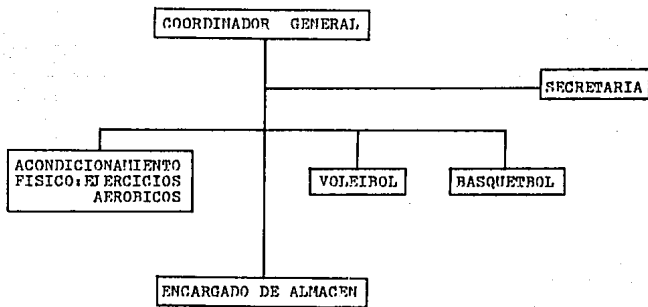 COORDINADOR GENERAL
SECRETARIA
ACONDICIONAMIENTO
FISICO:EJERCICIOS
AEROBICOS
VOLEIBOL
BASQUETBOL
ENCARGADO DE ALMACEN